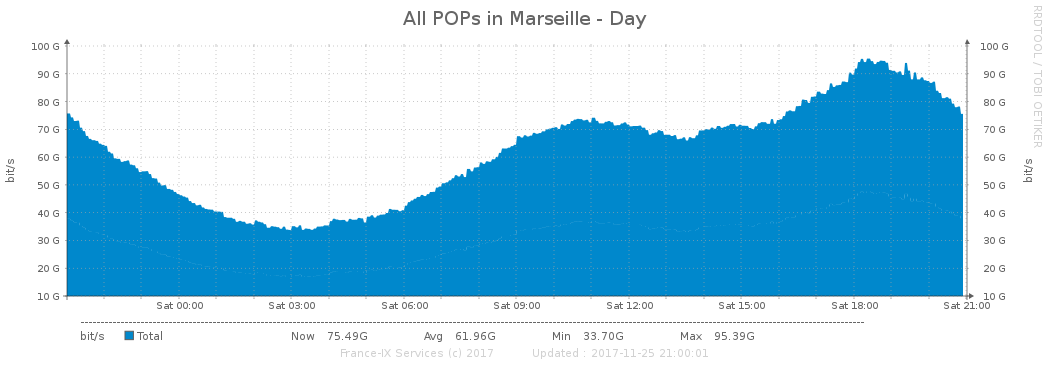 All POPs in Marseille - Day
RRDTOOL / TOBI OETIKER
bit/s
100 G
90 G
80 G
70 G
60 G
50 G
40 G
30 G
20 G
10 G
100 G
90 G
80 G
70 G
60 G
50 G
40 G
30 G
20 G
10 G
bit/s
Sat 00:00 Sat 03:00 Sat 06:00 Sat 09:00 Sat 12:00 Sat 15:00 Sat 18:00 Sat 21:00
bit/s Total Now 75.49G Avg 61.96G Min 33.70G Max 95.39G
France-IX Services (c) 2017 Updated : 2017-11-25 21:00:01